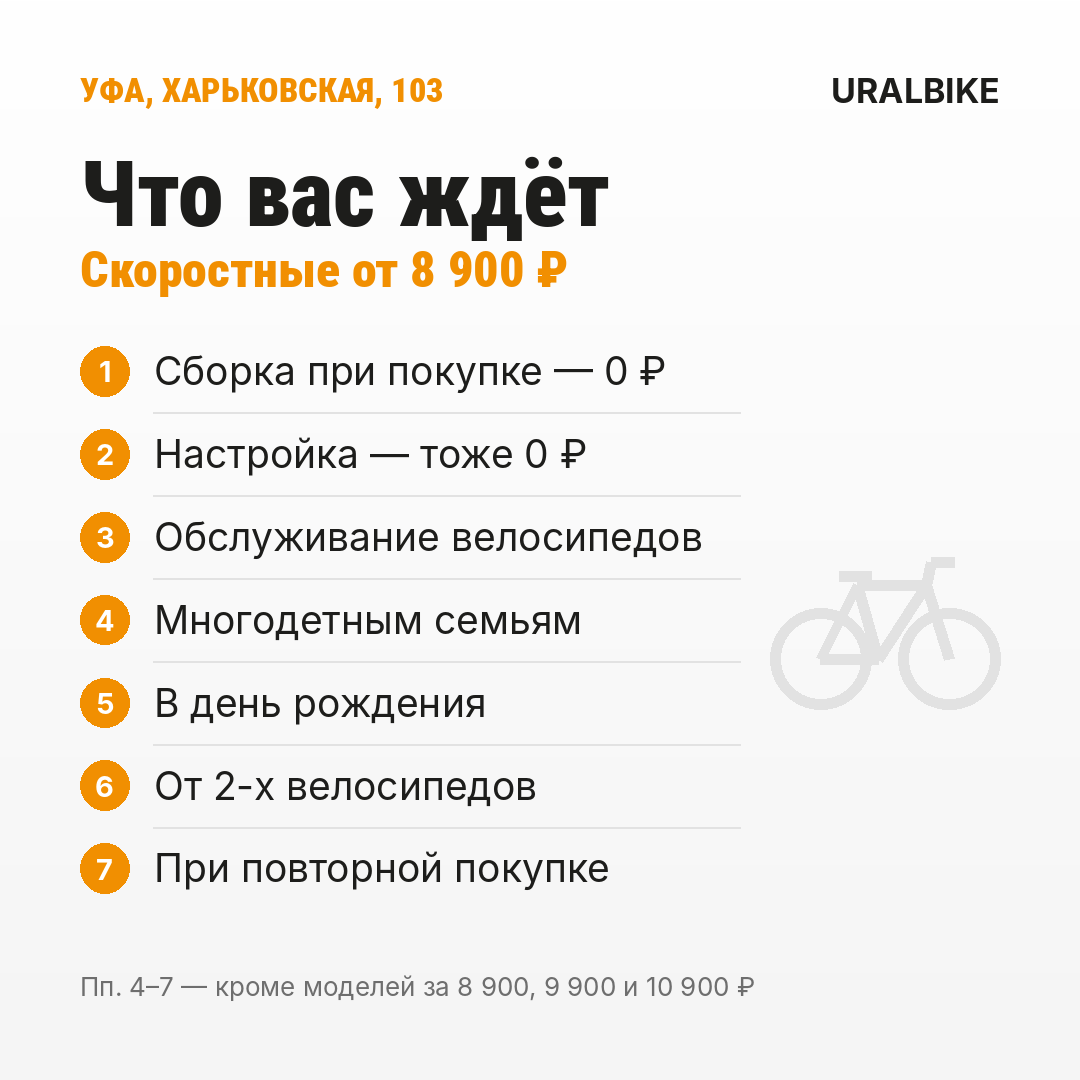 УФА, ХАРЬКОВСКАЯ, 103
URALBIKE
Что вас ждёт
Скоростные от 8 900 ₽
1 Сборка при покупке — 0 ₽
2 Настройка — тоже 0 ₽
3 Обслуживание велосипедов
4 Многодетным семьям
5 В день рождения
6 От 2-х велосипедов
7 При повторной покупке
Пп. 4–7 — кроме моделей за 8 900, 9 900 и 10 900 ₽